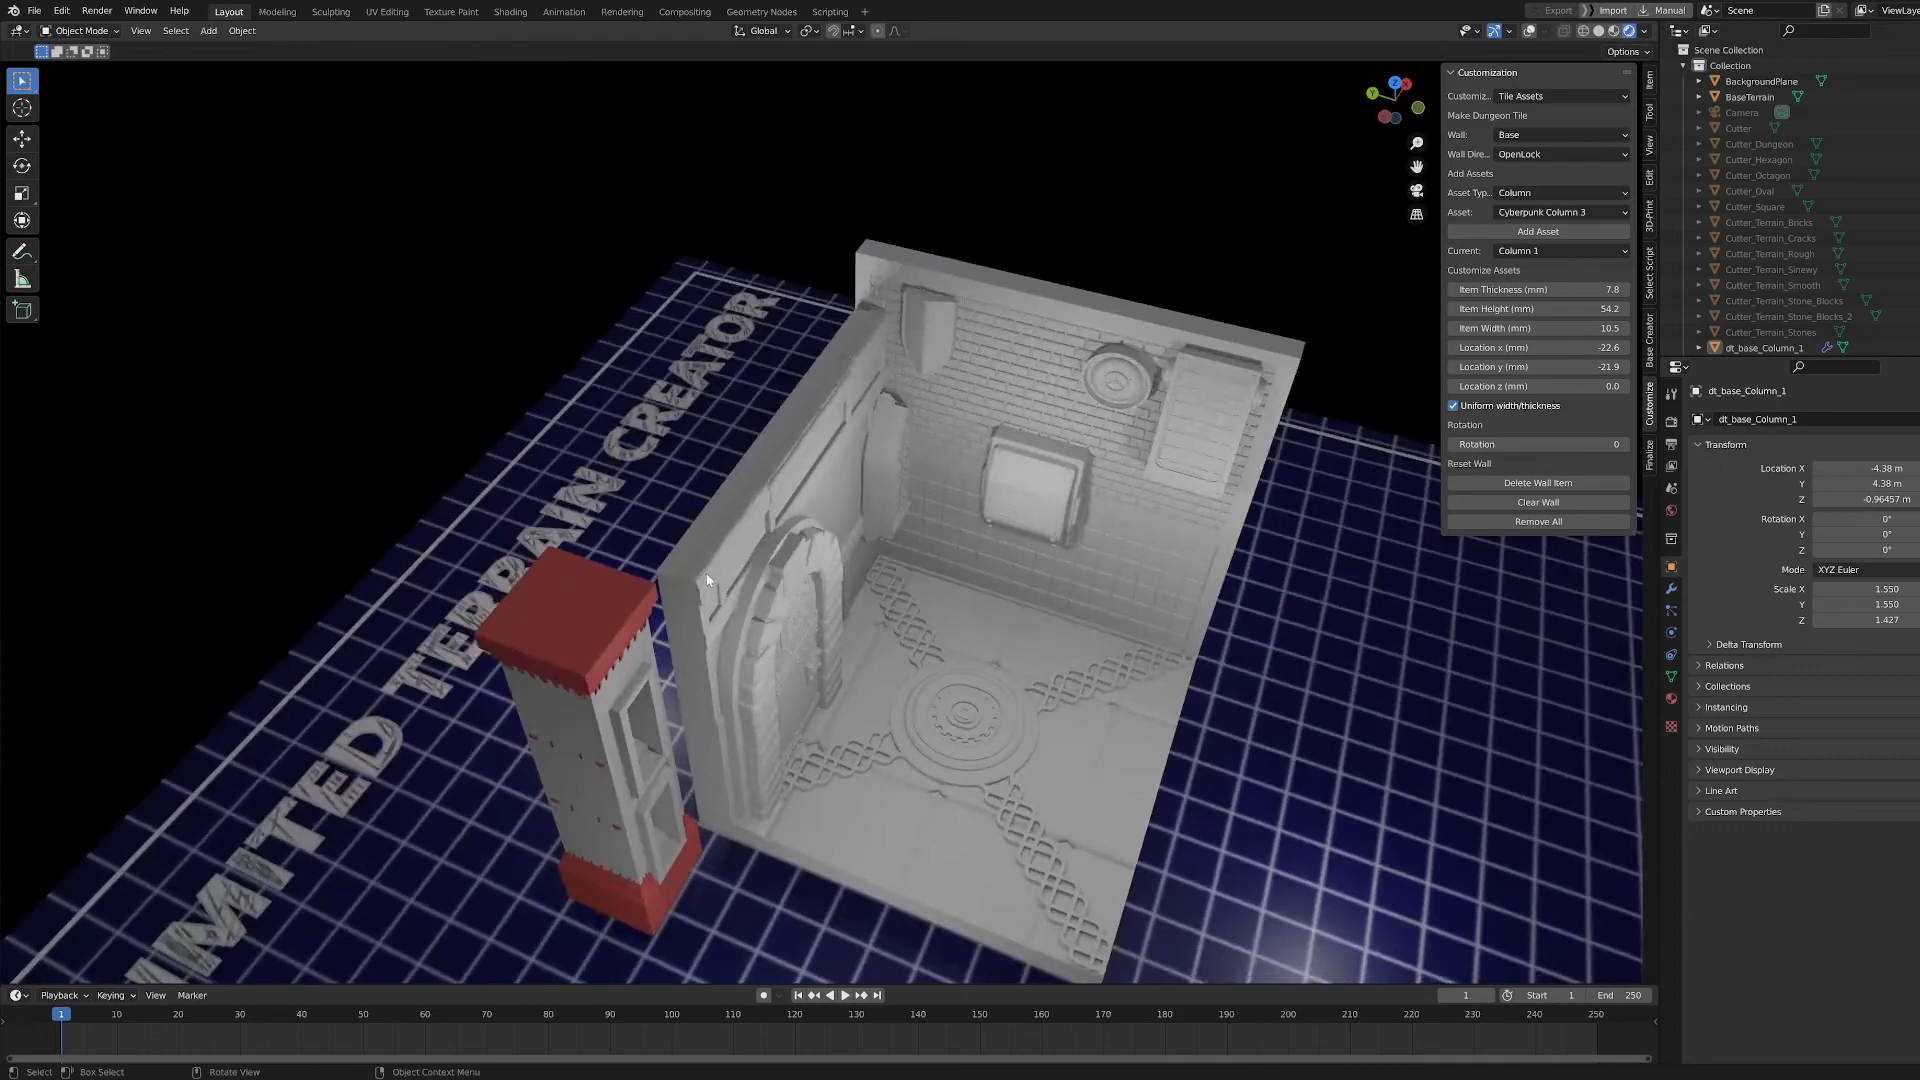 File Edit Render Window Help Layout Modeling Sculpting UV Editing Texture Paint Shading Animation Rendering Compositing Geometry Nodes Scripting + Export Import Manual Scene ViewLaye
Object Mode View Select Add Object Global
Options
Customization
Customiz... Tile Assets
Make Dungeon Tile
Wall: Base
Wall Dire... OpenLock
Add Assets
Asset Typ... Column
Asset: Cyberpunk Column 3
Add Asset
Current: Column 1
Customize Assets
Item Thickness (mm) 7.8
Item Height (mm) 54.2
Item Width (mm) 10.5
Location x (mm) -22.6
Location y (mm) -21.9
Location z (mm) 0.0
Uniform width/thickness
Rotation
Rotation 0
Reset Wall
Delete Wall Item
Clear Wall
Remove All
Item
Tool
View
Edit
3D-Print
Select Script
Base Creator
Customize
Finalize
Scene Collection
Collection
BackgroundPlane
BaseTerrain
Camera
Cutter
Cutter_Dungeon
Cutter_Hexagon
Cutter_Octagon
Cutter_Oval
Cutter_Square
Cutter_Terrain_Bricks
Cutter_Terrain_Cracks
Cutter_Terrain_Rough
Cutter_Terrain_Sinewy
Cutter_Terrain_Smooth
Cutter_Terrain_Stone_Blocks
Cutter_Terrain_Stone_Blocks_2
Cutter_Terrain_Stones
dt_base_Column_1
dt_base_Column_1
dt_base_Column_1
Transform
Location X -4.38 m
Y 4.38 m
Z -0.96457 m
Rotation X 0°
Y 0°
Z 0°
Mode XYZ Euler
Scale X 1.550
Y 1.550
Z 1.427
Delta Transform
Relations
Collections
Instancing
Motion Paths
Visibility
Viewport Display
Line Art
Custom Properties
IMITED TERRAIN CREATOR
Playback Keying View Marker 1 Start 1 End 250
1 10 20 30 40 50 60 70 80 90 100 110 120 130 140 150 160 170 180 190 200 210 220 230 240 250
Select Box Select Rotate View Object Context Menu